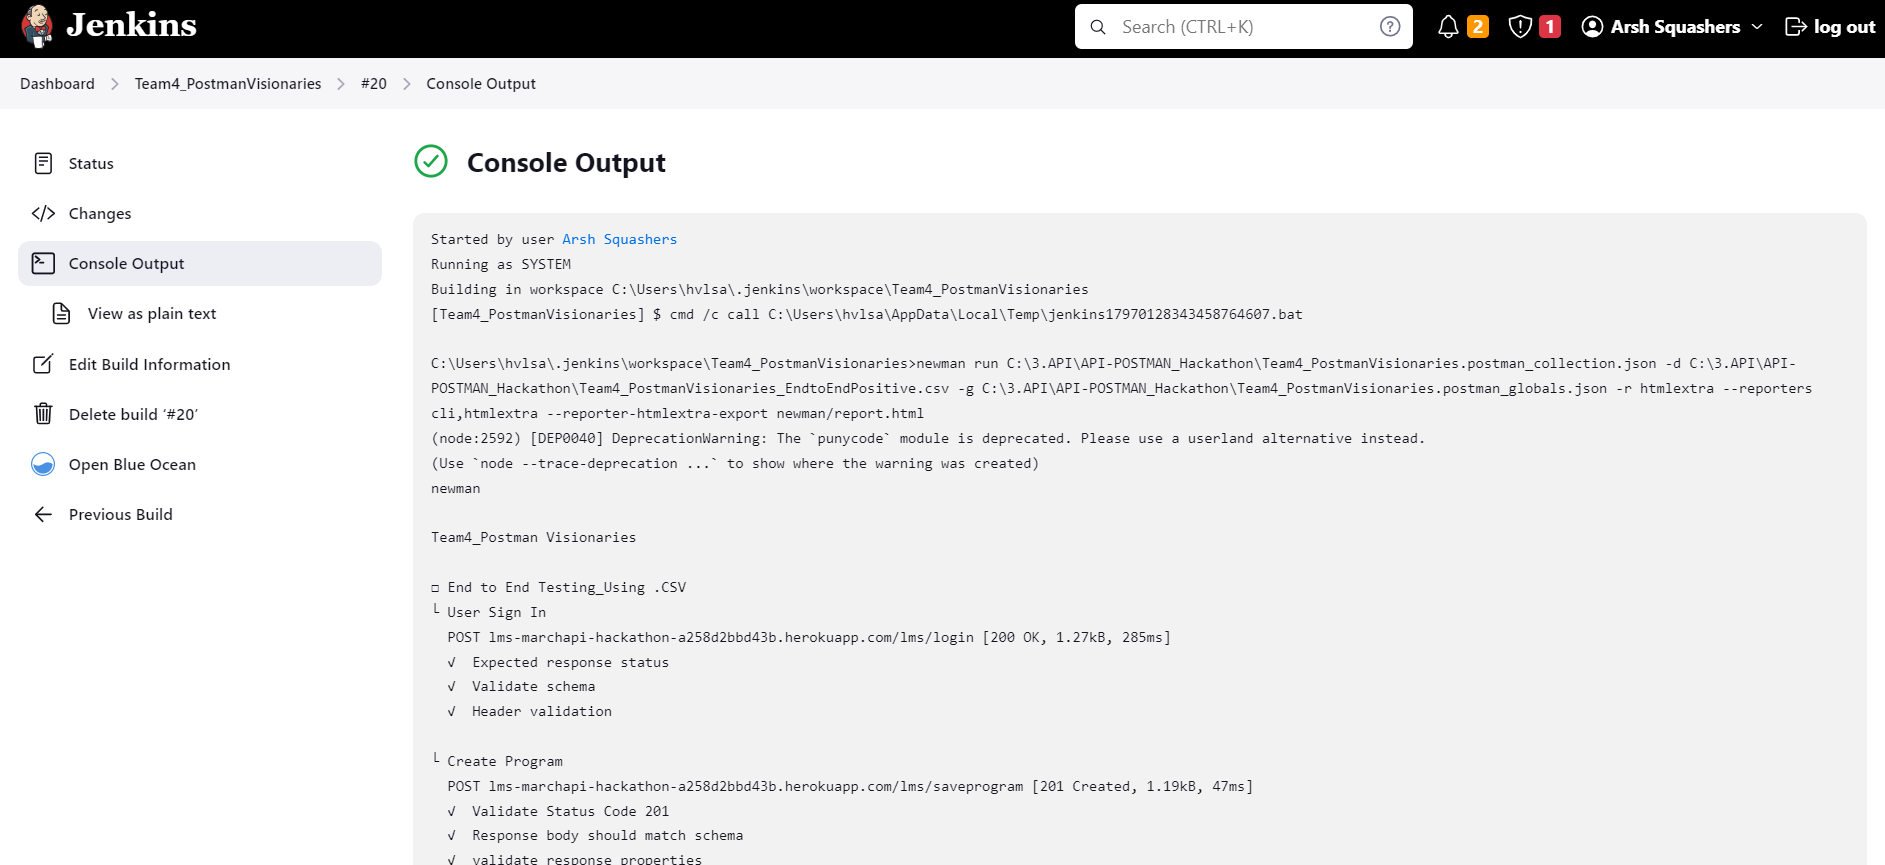 Jenkins
Search (CTRL+K)
2
1
Arsh Squashers
log out
Dashboard
Team4_PostmanVisionaries
#20
Console Output
Status
Changes
Console Output
View as plain text
Edit Build Information
Delete build ‘#20’
Open Blue Ocean
Previous Build
Console Output
Started by user Arsh Squashers
Running as SYSTEM
Building in workspace C:\Users\hvlsa\.jenkins\workspace\Team4_PostmanVisionaries
[Team4_PostmanVisionaries] $ cmd /c call C:\Users\hvlsa\AppData\Local\Temp\jenkins17970128343458764607.bat
C:\Users\hvlsa\.jenkins\workspace\Team4_PostmanVisionaries>newman run C:\3.API\API-POSTMAN_Hackathon\Team4_PostmanVisionaries.postman_collection.json -d C:\3.API\API-
POSTMAN_Hackathon\Team4_PostmanVisionaries_EndtoEndPositive.csv -g C:\3.API\API-POSTMAN_Hackathon\Team4_PostmanVisionaries.postman_globals.json -r htmlextra --reporters
cli,htmlextra --reporter-htmlextra-export newman/report.html
(node:2592) [DEP0040] DeprecationWarning: The `punycode` module is deprecated. Please use a userland alternative instead.
(Use `node --trace-deprecation ...` to show where the warning was created)
newman
Team4_Postman Visionaries
□ End to End Testing_Using .CSV
└ User Sign In
POST lms-marchapi-hackathon-a258d2bbd43b.herokuapp.com/lms/login [200 OK, 1.27kB, 285ms]
√ Expected response status
√ Validate schema
√ Header validation
└ Create Program
POST lms-marchapi-hackathon-a258d2bbd43b.herokuapp.com/lms/saveprogram [201 Created, 1.19kB, 47ms]
√ Validate Status Code 201
√ Response body should match schema
√ validate response properties